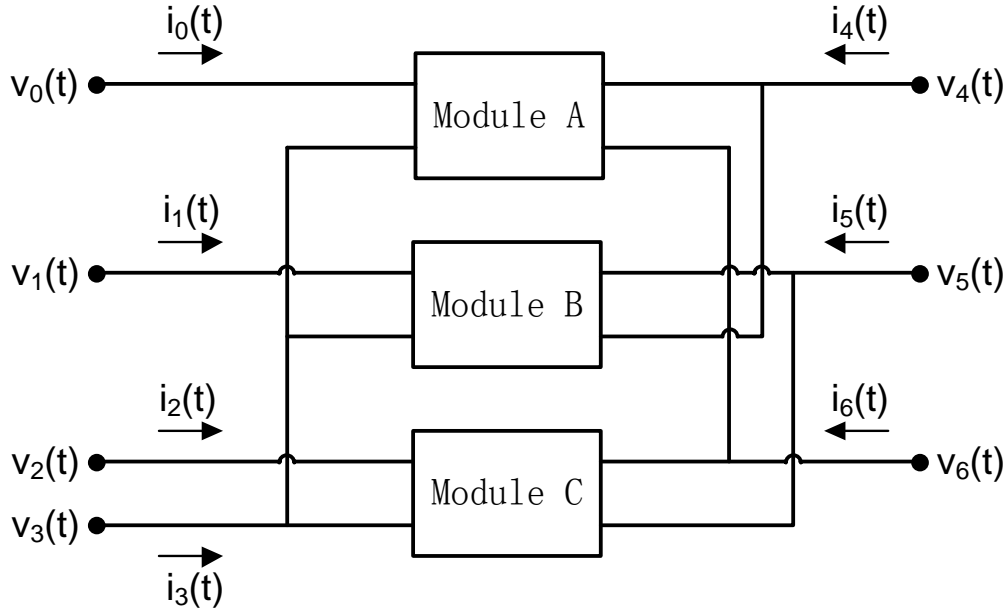 i₀(t)
i₄(t)
v₀(t)
Module A
v₄(t)
i₁(t)
i₅(t)
v₁(t)
Module B
v₅(t)
i₂(t)
i₆(t)
v₂(t)
Module C
v₆(t)
v₃(t)
i₃(t)